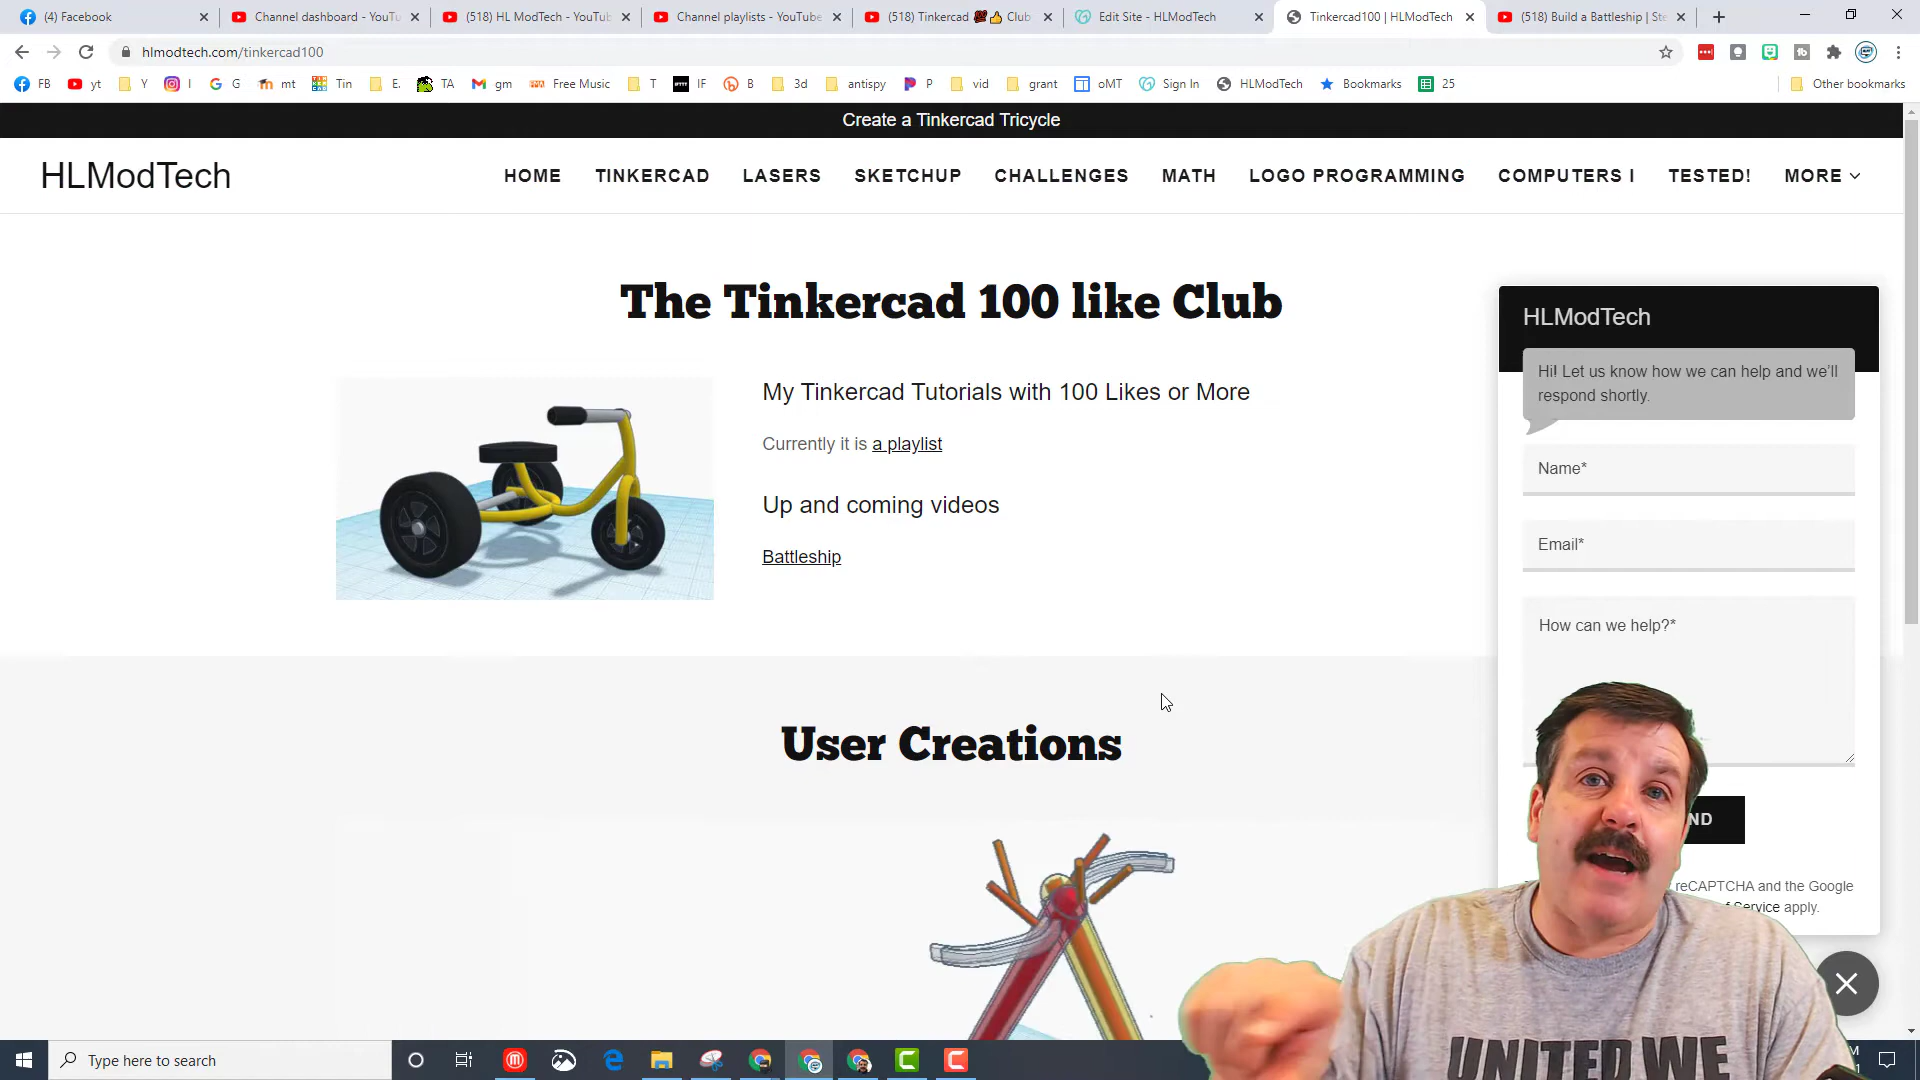 (4) Facebook
Channel dashboard - YouTu
(518) HL ModTech - YouTub
Channel playlists - YouTube
(518) Tinkercad 💯👍 Club
Edit Site - HLModTech
Tinkercad100 | HLModTech
(518) Build a Battleship | Ste
hlmodtech.com/tinkercad100
FB yt Y I G mt Tin E. TA gm Free Music T IF B 3d antispy P vid grant oMT Sign In HLModTech Bookmarks 25 Other bookmarks
Create a Tinkercad Tricycle
HLModTech
HOME TINKERCAD LASERS SKETCHUP CHALLENGES MATH LOGO PROGRAMMING COMPUTERS I TESTED! MORE
The Tinkercad 100 like Club
My Tinkercad Tutorials with 100 Likes or More
Currently it is a playlist
Up and coming videos
Battleship
User Creations
HLModTech
Hi! Let us know how we can help and we'll
respond shortly.
Name*
Email*
How can we help?*
ND
reCAPTCHA and the Google
of Service apply.
UNITED WE
Type here to search